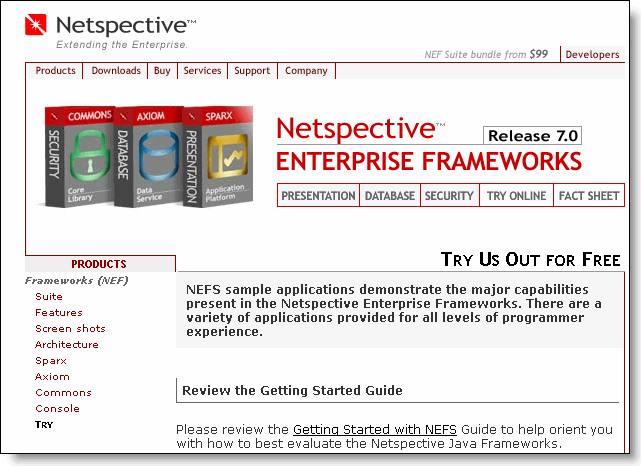 Netspective™
Extending the Enterprise.
NEF Suite bundle from $99
Developers
Products
Downloads
Buy
Services
Support
Company
COMMONS
SECURITY
Core
Library
AXIOM
DATABASE
Data
Service
SPARX
PRESENTATION
Application
Platform
Netspective™
Release 7.0
ENTERPRISE FRAMEWORKS
PRESENTATION
DATABASE
SECURITY
TRY ONLINE
FACT SHEET
PRODUCTS
Frameworks (NEF)
Suite
Features
Screen shots
Architecture
Sparx
Axiom
Commons
Console
TRY
TRY US OUT FOR FREE
NEFS sample applications demonstrate the major capabilities
present in the Netspective Enterprise Frameworks. There are a
variety of applications provided for all levels of programmer
experience.
Review the Getting Started Guide
Please review the Getting Started with NEFS Guide to help orient you
with how to best evaluate the Netspective Java Frameworks.